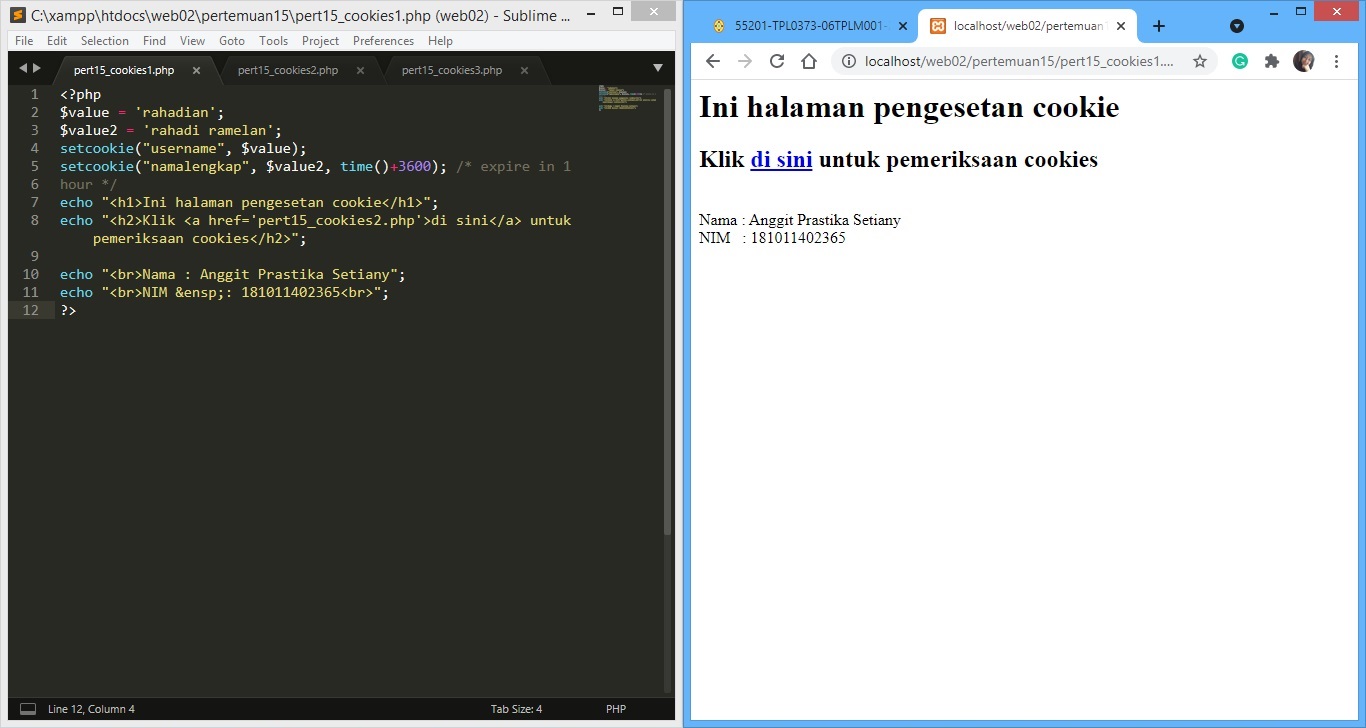 C:\xampp\htdocs\web02\pertemuan15\pert15_cookies1.php (web02) - Sublime ...
File Edit Selection Find View Goto Tools Project Preferences Help
pert15_cookies1.php × pert15_cookies2.php × pert15_cookies3.php ×
1 <?php
2 $value = 'rahadian';
3 $value2 = 'rahadi ramelan';
4 setcookie("username", $value);
5 setcookie("namalengkap", $value2, time()+3600); /* expire in 1
6 hour */
7 echo "<h1>Ini halaman pengesetan cookie</h1>";
8 echo "<h2>Klik <a href='pert15_cookies2.php'>di sini</a> untuk
pemeriksaan cookies</h2>";
9
10 echo "<br>Nama : Anggit Prastika Setiany";
11 echo "<br>NIM &ensp;: 181011402365<br>";
12 ?>
Line 12, Column 4 Tab Size: 4 PHP
55201-TPL0373-06TPLM001- × localhost/web02/pertemuan1 ×
localhost/web02/pertemuan15/pert15_cookies1....
Ini halaman pengesetan cookie
Klik di sini untuk pemeriksaan cookies
Nama : Anggit Prastika Setiany
NIM : 181011402365